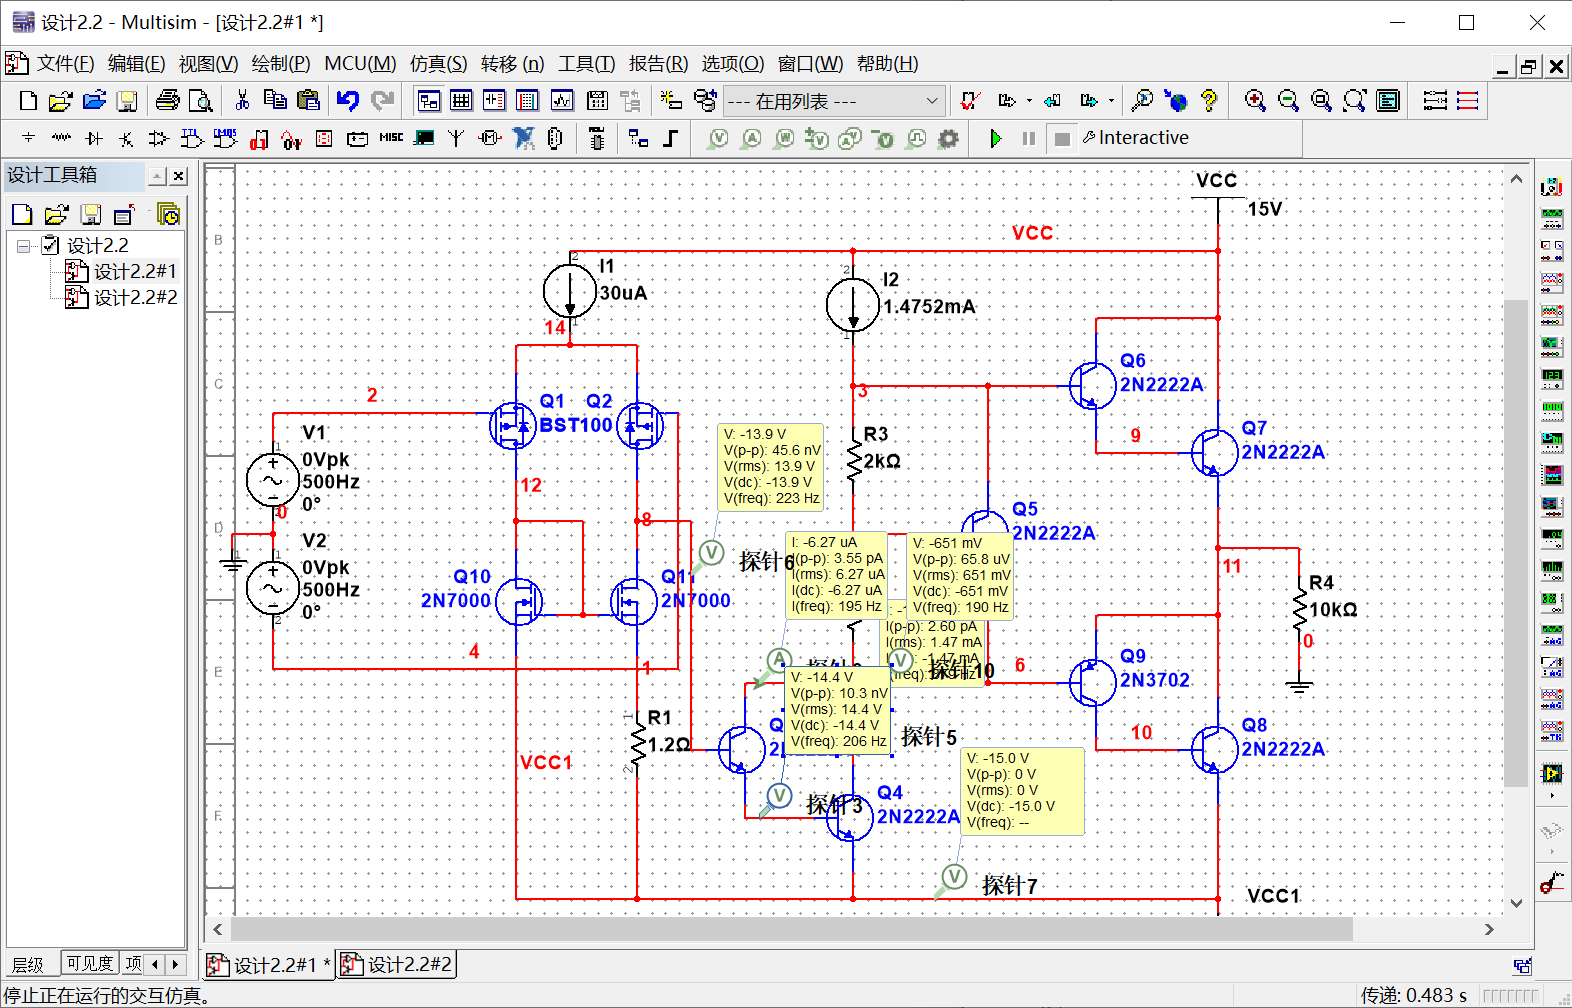 设计2.2 - Multisim - [设计2.2#1 *]
文件(F) 编辑(E) 视图(V) 绘制(P) MCU(M) 仿真(S) 转移 (n) 工具(T) 报告(R) 选项(O) 窗口(W) 帮助(H)
--- 在用列表 ---
MISC
Interactive
设计工具箱
设计2.2
设计2.2#1
设计2.2#2
B
C
D
E
F
VCC
15V
VCC
2
I1
30uA
1
14
2
I2
1.4752mA
1
Q6
2N2222A
2
3
Q1
Q2
BST100
V1
1
0Vpk
500Hz
0°
2
0
R3
2kΩ
9
Q7
2N2222A
V: -13.9 V
V(p-p): 45.6 nV
V(rms): 13.9 V
V(dc): -13.9 V
V(freq): 223 Hz
12
8
Q5
2N2222A
V2
1
1
0Vpk
500Hz
0°
2
V
探针6
I: -6.27 uA
I(p-p): 3.55 pA
I(rms): 6.27 uA
I(dc): -6.27 uA
I(freq): 195 Hz
V: -651 mV
V(p-p): 65.8 uV
V(rms): 651 mV
V(dc): -651 mV
V(freq): 190 Hz
11
R4
10kΩ
0
Q10
2N7000
Q11
2N7000
I(p-p): 2.60 pA
I(rms): 1.47 mA
4
1
A
V
探针10
6
Q9
2N3702
V: -14.4 V
V(p-p): 10.3 nV
V(rms): 14.4 V
V(dc): -14.4 V
V(freq): 206 Hz
1
R1
1.2Ω
2
VCC1
探针5
10
Q8
2N2222A
V: -15.0 V
V(p-p): 0 V
V(rms): 0 V
V(dc): -15.0 V
V(freq): --
V
探针3
Q4
2N2222A
V
探针7
VCC1
层级
可见度
项
设计2.2#1 *
设计2.2#2
停止正在运行的交互仿真。
传递: 0.483 s